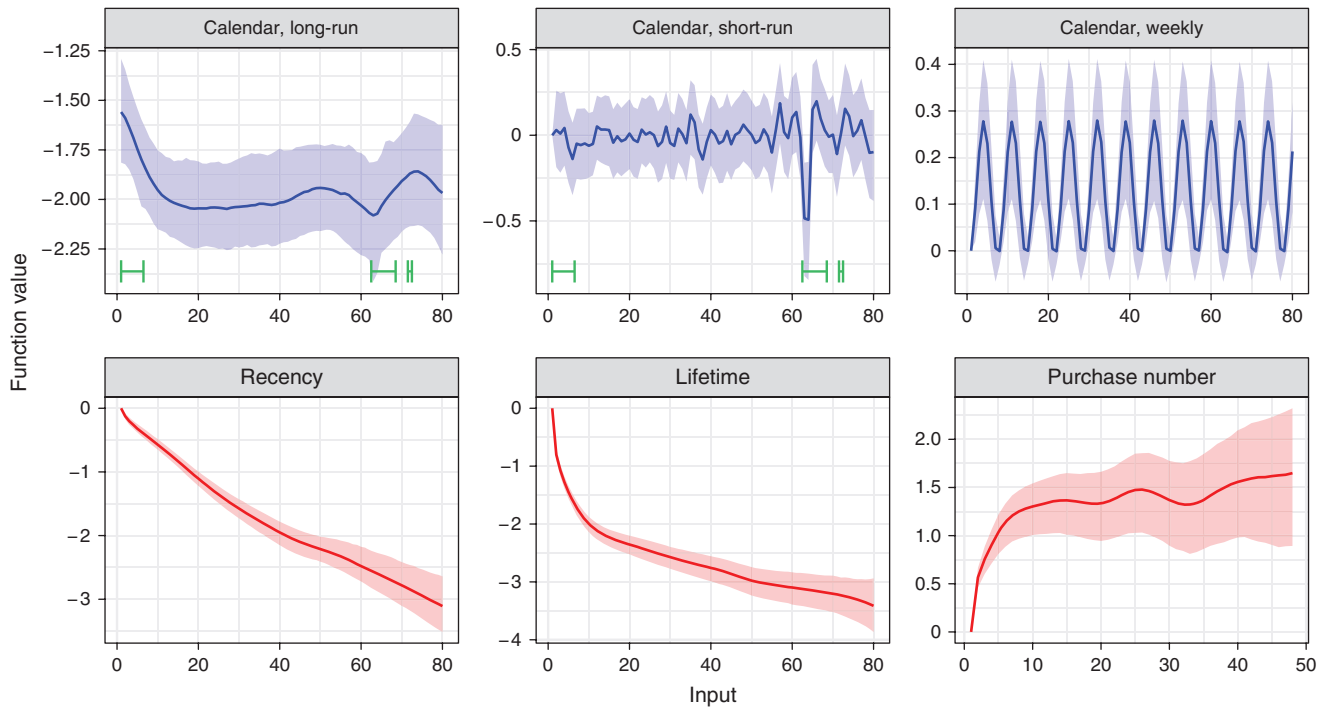 Calendar, long-run
Calendar, short-run
Calendar, weekly
−1.25
−1.50
−1.75
−2.00
−2.25
0 20 40 60 80
0.5
0
−0.5
0 20 40 60 80
0.4
0.3
0.2
0.1
0
0 20 40 60 80
Function value
Recency
Lifetime
Purchase number
0
−1
−2
−3
0 20 40 60 80
0
−1
−2
−3
−4
0 20 40 60 80
2.0
1.5
1.0
0.5
0
0 10 20 30 40 50
Input